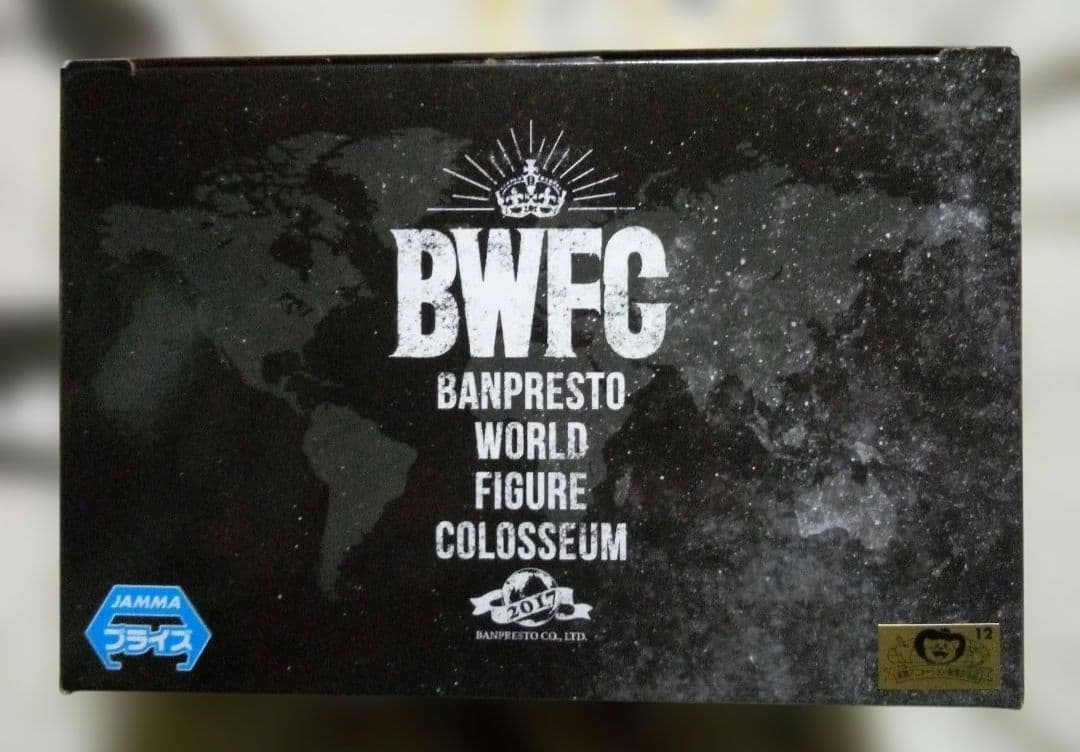 BWFC
BANPRESTO
WORLD
FIGURE
COLOSSEUM
2017
BANPRESTO CO., LTD.
JAMMA
プライズ
12